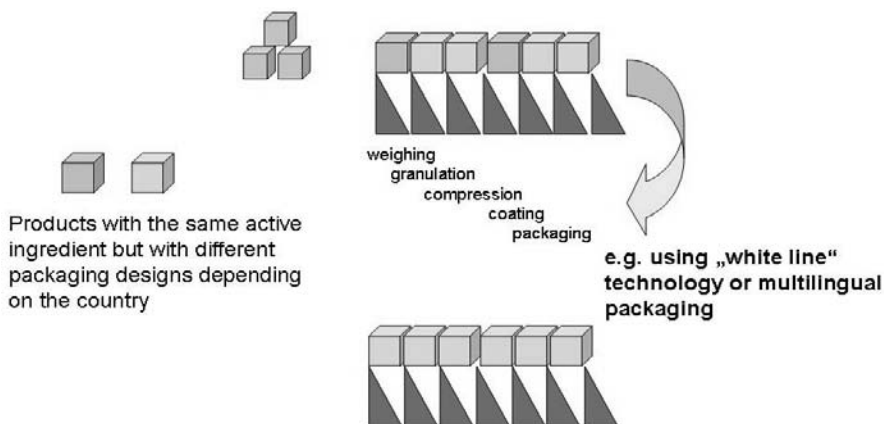 weighing
granulation
compression
coating
packaging
Products with the same active
ingredient but with different
packaging designs depending
on the country
e.g. using „white line“
technology or multilingual
packaging